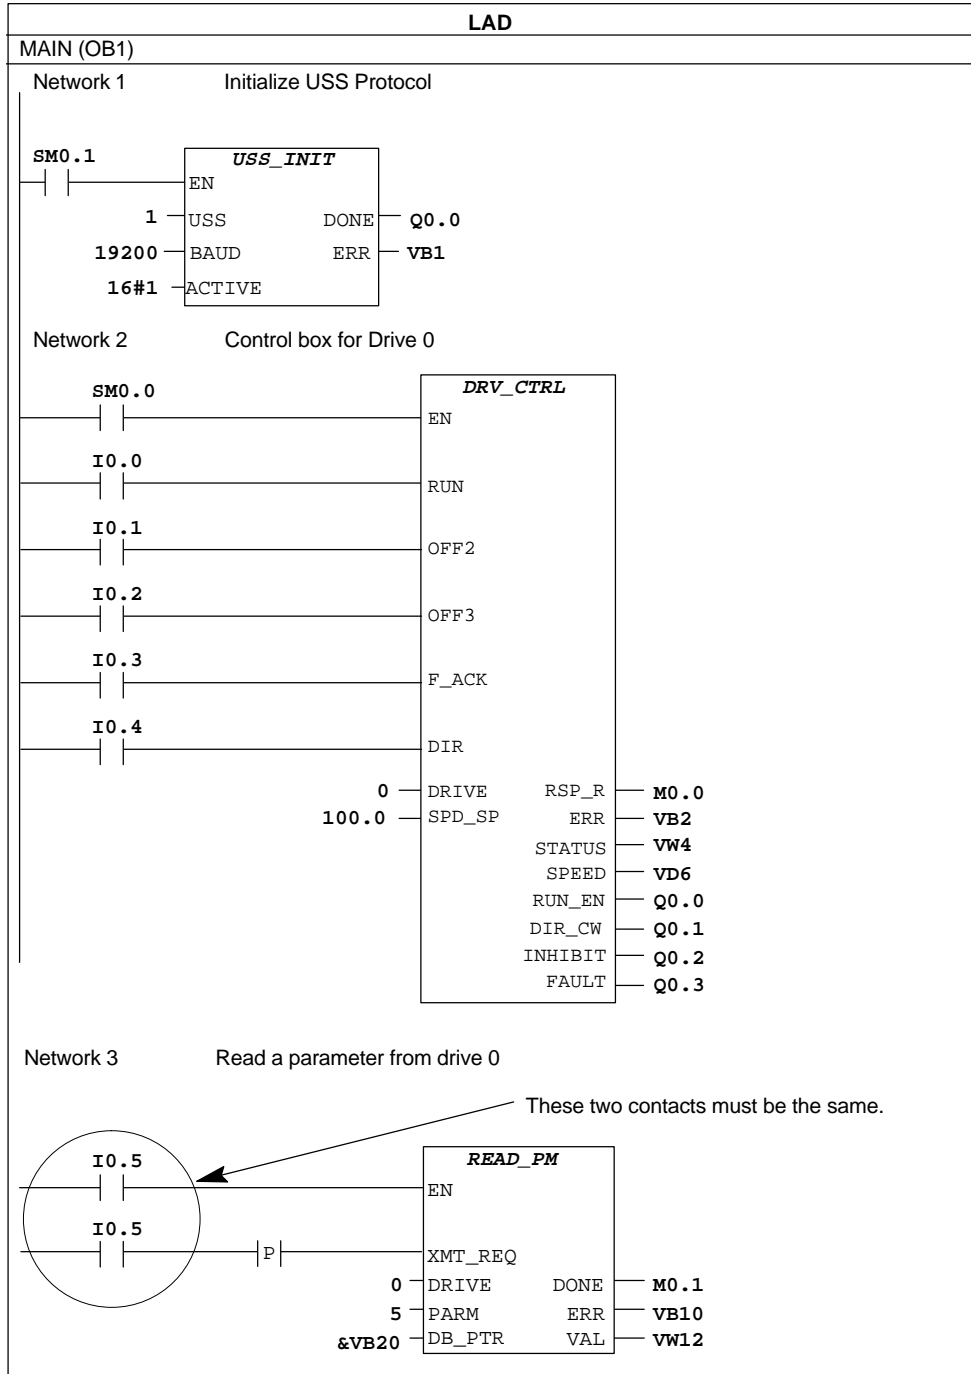 LAD
MAIN (OB1)
Network 1 Initialize USS Protocol
SM0.1 USS_INIT
EN
1 USS DONE Q0.0
19200 BAUD ERR VB1
16#1 ACTIVE
Network 2 Control box for Drive 0
SM0.0 DRV_CTRL
EN
I0.0
RUN
I0.1
OFF2
I0.2
OFF3
I0.3
F_ACK
I0.4
DIR
0 DRIVE RSP_R M0.0
100.0 SPD_SP ERR VB2
STATUS VW4
SPEED VD6
RUN_EN Q0.0
DIR_CW Q0.1
INHIBIT Q0.2
FAULT Q0.3
Network 3 Read a parameter from drive 0
These two contacts must be the same.
I0.5 READ_PM
EN
I0.5
P XMT_REQ
0 DRIVE DONE M0.1
5 PARM ERR VB10
&VB20 DB_PTR VAL VW12